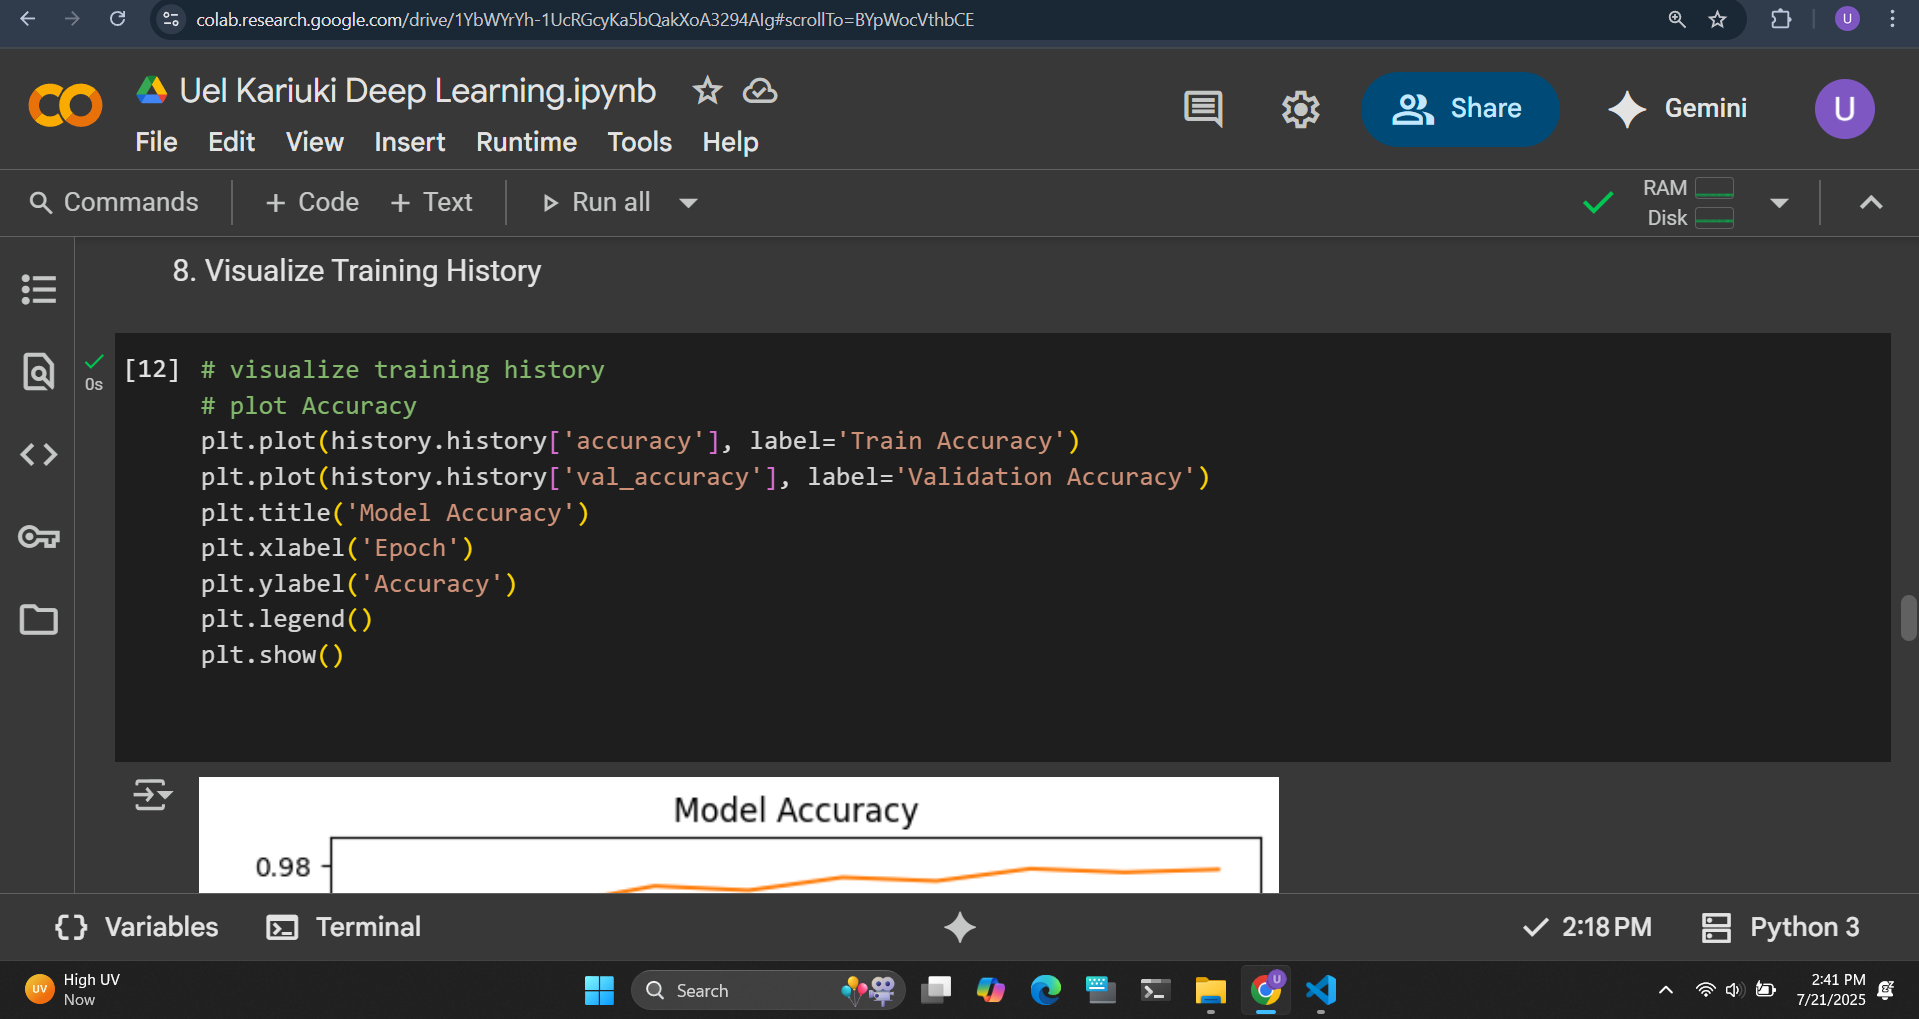 colab.research.google.com/drive/1YbWYrYh-1UcRGcyKa5bQakXoA3294AIg#scrollTo=BYpWocVthbCE
U
Uel Kariuki Deep Learning.ipynb
File Edit View Insert Runtime Tools Help
Share
Gemini
U
Commands
+ Code + Text
Run all
RAM
Disk
8. Visualize Training History
0s
[12] # visualize training history
# plot Accuracy
plt.plot(history.history['accuracy'], label='Train Accuracy')
plt.plot(history.history['val_accuracy'], label='Validation Accuracy')
plt.title('Model Accuracy')
plt.xlabel('Epoch')
plt.ylabel('Accuracy')
plt.legend()
plt.show()
Model Accuracy
0.98
Variables
Terminal
2:18 PM
Python 3
UV
High UV
Now
Search
U
2:41 PM
7/21/2025